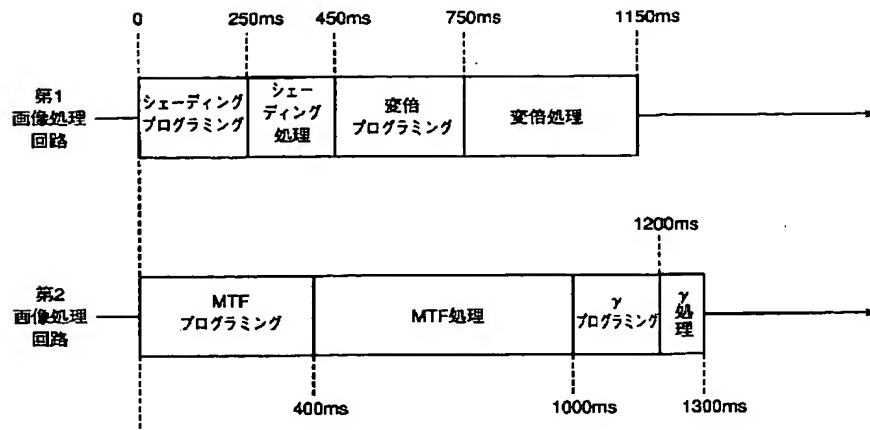 0 250ms 450ms 750ms 1150ms
第1
画像処理
回路
シェーディング
プログラミング
シェー
ディング
処理
変倍
プログラミング
変倍処理
1200ms
第2
画像処理
回路
MTF
プログラミング
MTF処理
γ
プログラミング
γ
処
理
400ms 1000ms 1300ms